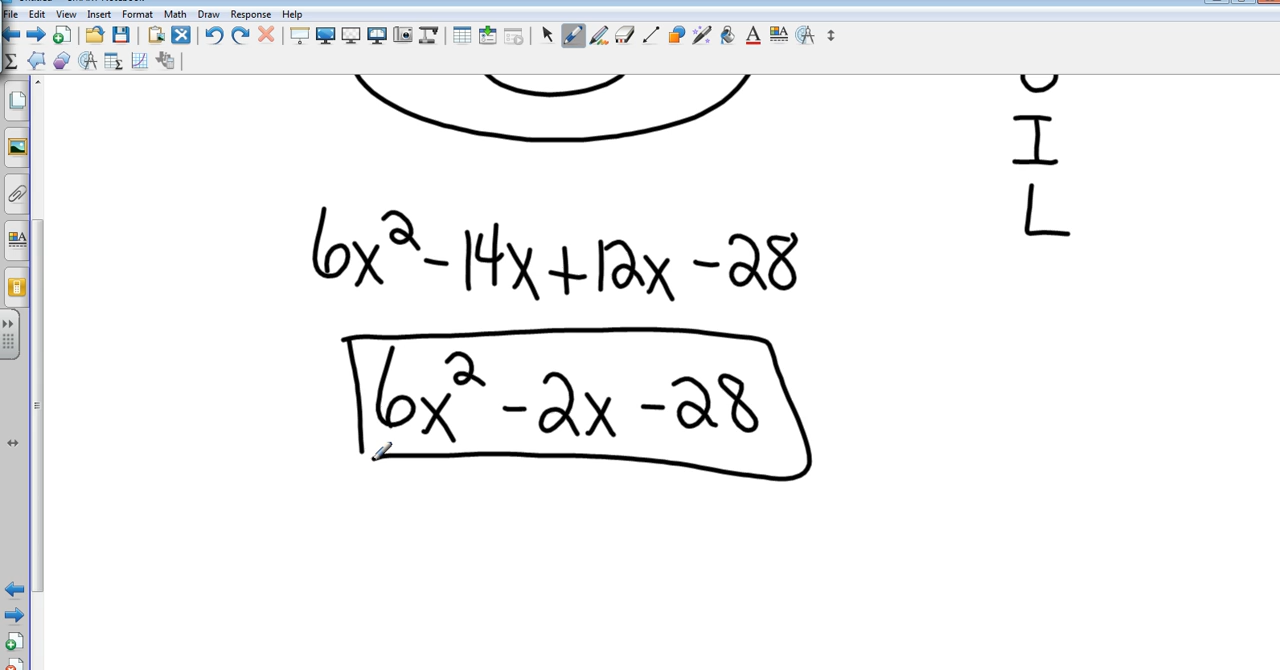 File Edit View Insert Format Math Draw Response Help
I
L
6x² - 14x + 12x - 28
6x² - 2x - 28